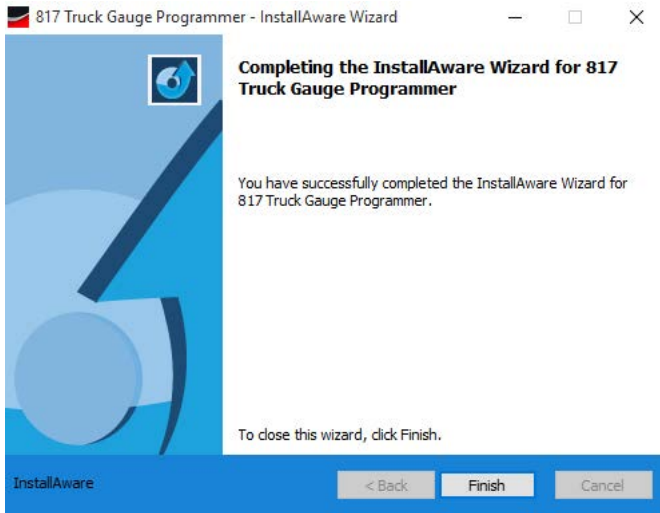 817 Truck Gauge Programmer - InstallAware Wizard
Completing the InstallAware Wizard for 817
Truck Gauge Programmer
You have successfully completed the InstallAware Wizard for
817 Truck Gauge Programmer.
To close this wizard, click Finish.
InstallAware
< Back
Finish
Cancel